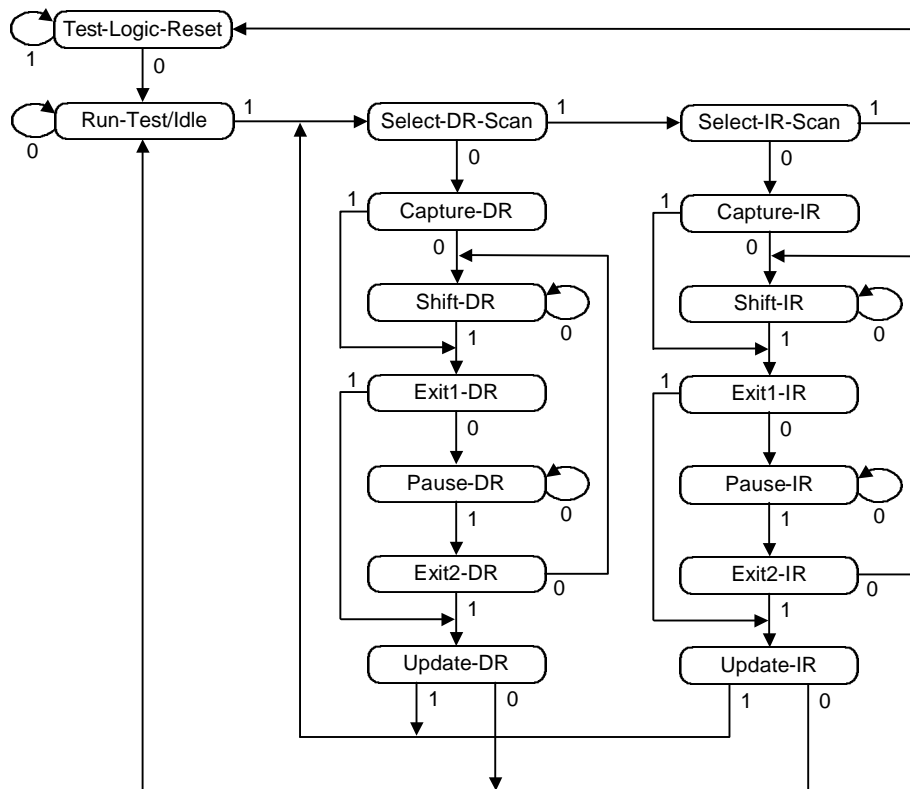 Test-Logic-Reset
1
0
Run-Test/Idle
1
Select-DR-Scan
1
Select-IR-Scan
1
0
0
0
1
Capture-DR
1
Capture-IR
0
0
Shift-DR
Shift-IR
0
0
1
1
1
Exit1-DR
1
Exit1-IR
0
0
Pause-DR
Pause-IR
0
0
1
1
Exit2-DR
0
Exit2-IR
0
1
1
Update-DR
Update-IR
1
0
1
0